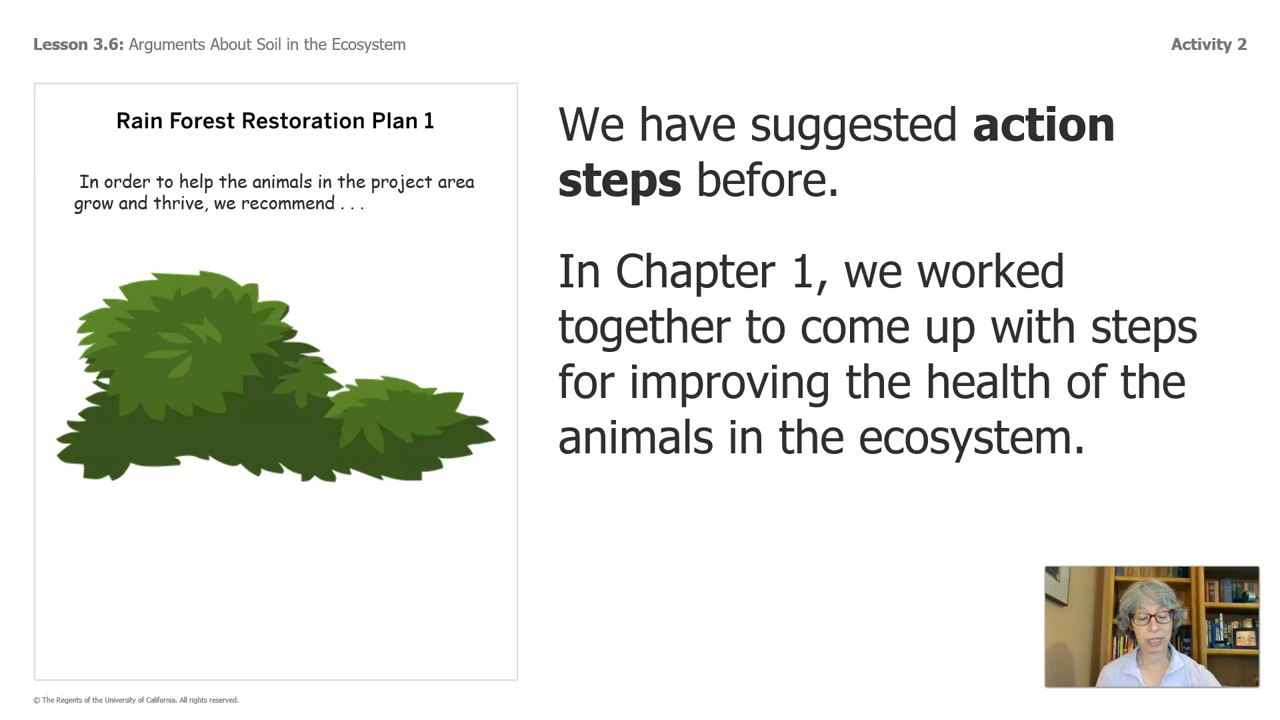 Lesson 3.6: Arguments About Soil in the Ecosystem
Activity 2
Rain Forest Restoration Plan 1
In order to help the animals in the project area
grow and thrive, we recommend . . .
We have suggested action
steps before.
In Chapter 1, we worked
together to come up with steps
for improving the health of the
animals in the ecosystem.
© The Regents of the University of California. All rights reserved.